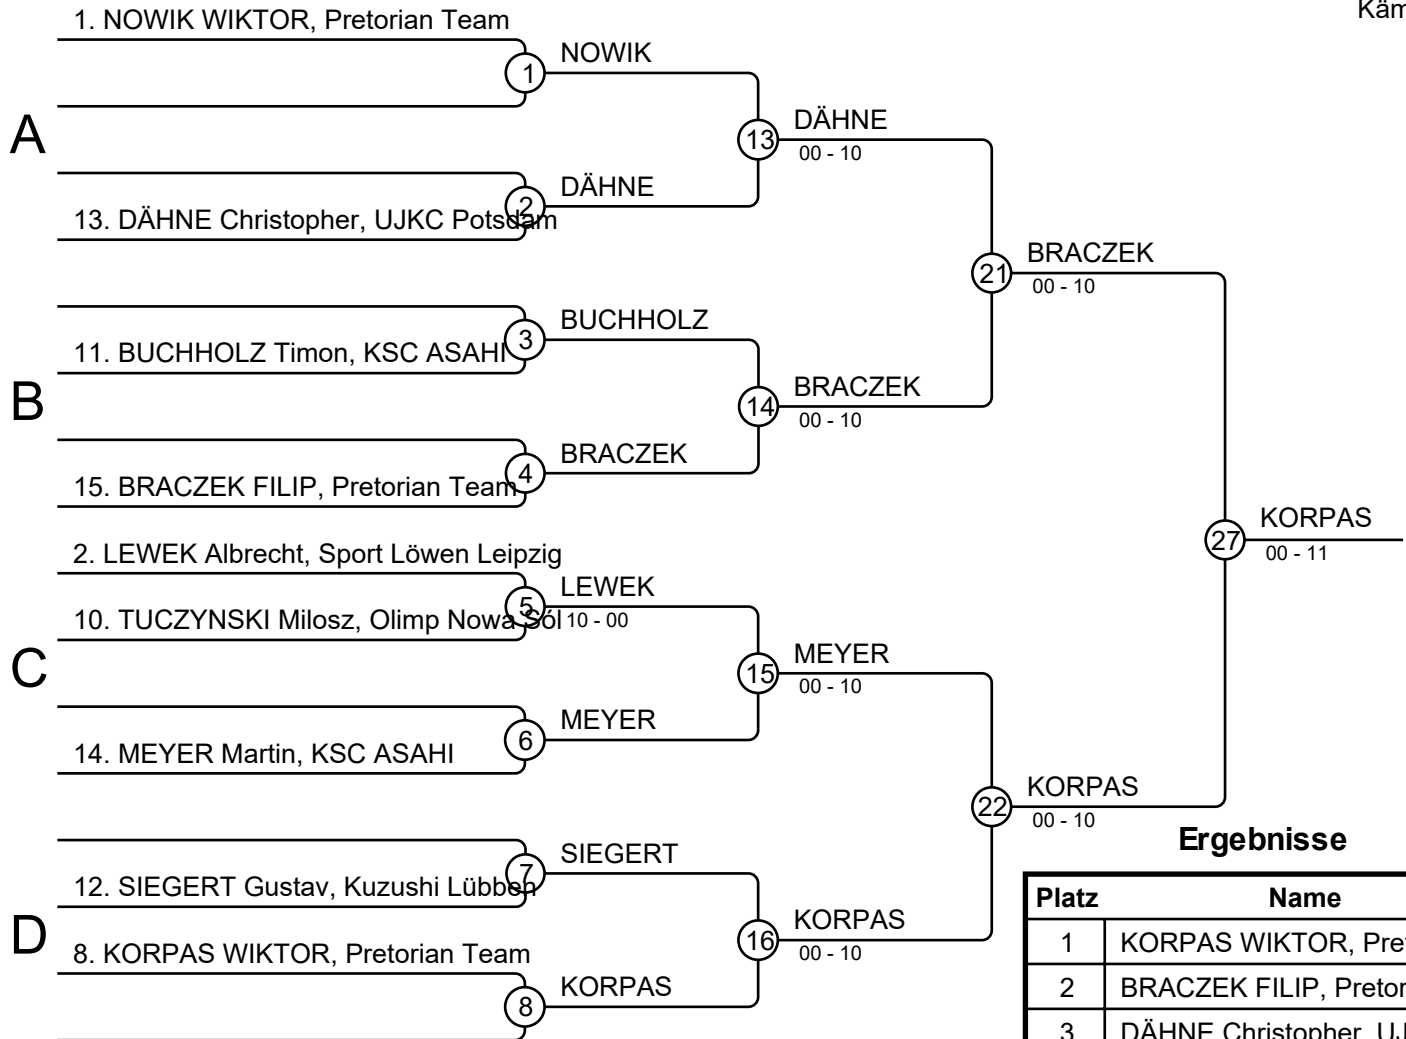 Käm
1. NOWIK WIKTOR, Pretorian Team
1
NOWIK
A
13
DÄHNE
00 - 10
2
DÄHNE
13. DÄHNE Christopher, UJKC Potsdam
21
BRACZEK
00 - 10
3
BUCHHOLZ
11. BUCHHOLZ Timon, KSC ASAHI
B
14
BRACZEK
00 - 10
4
BRACZEK
15. BRACZEK FILIP, Pretorian Team
27
KORPAS
00 - 11
2. LEWEK Albrecht, Sport Löwen Leipzig
5
LEWEK
10 - 00
10. TUCZYNSKI Milosz, Olimp Nowa Sól
C
15
MEYER
00 - 10
6
MEYER
14. MEYER Martin, KSC ASAHI
22
KORPAS
00 - 10
7
SIEGERT
12. SIEGERT Gustav, Kuzushi Lübben
D
16
KORPAS
00 - 10
8. KORPAS WIKTOR, Pretorian Team
8
KORPAS
Ergebnisse
Platz Name
1 KORPAS WIKTOR, Pre
2 BRACZEK FILIP, Pretor
3 DÄHNE Christopher, UJ